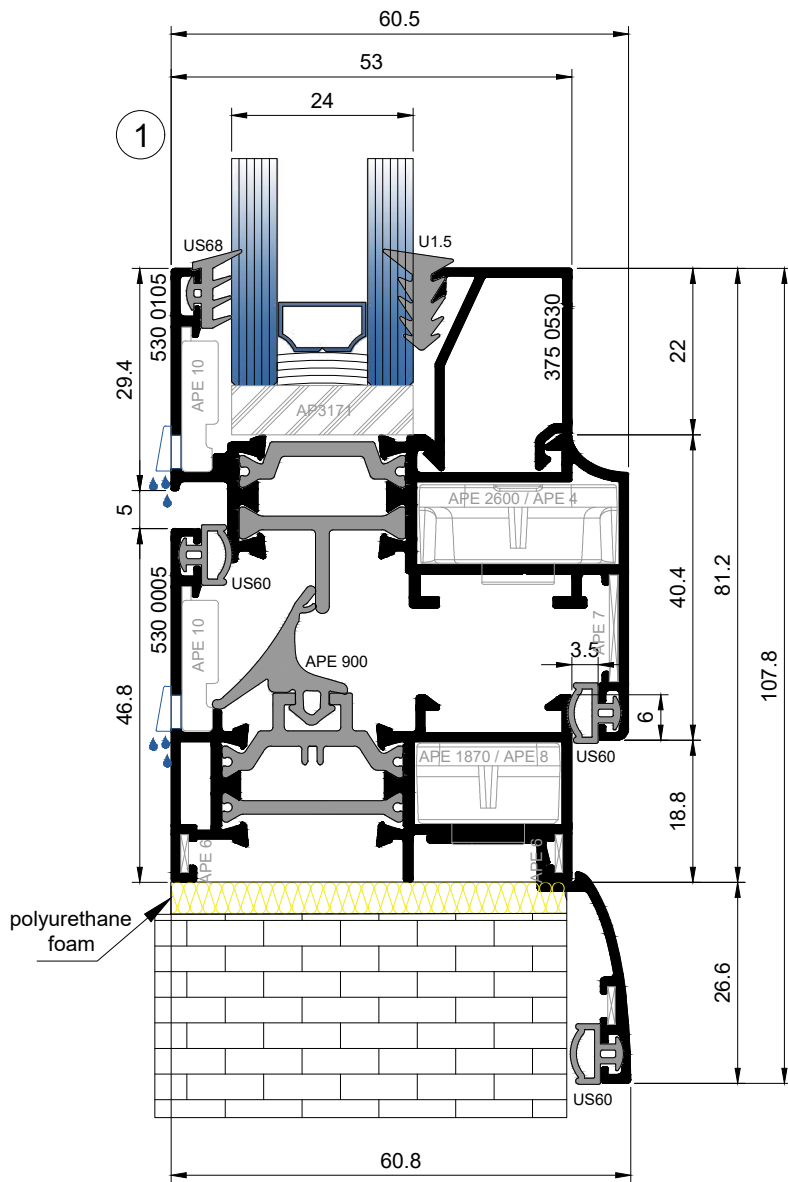 60.5
53
24
1
US68
U1.5
530 0105
375 0530
29.4
22
APE 10
AP3171
APE 2600 / APE 4
5
US60
530 0005
40.4
81.2
107.8
APE 10
APE 900
APE 7
3.5
46.8
6
US60
APE 1870 / APE 8
18.8
APE 6
APE 6
polyurethane
foam
26.6
US60
60.8